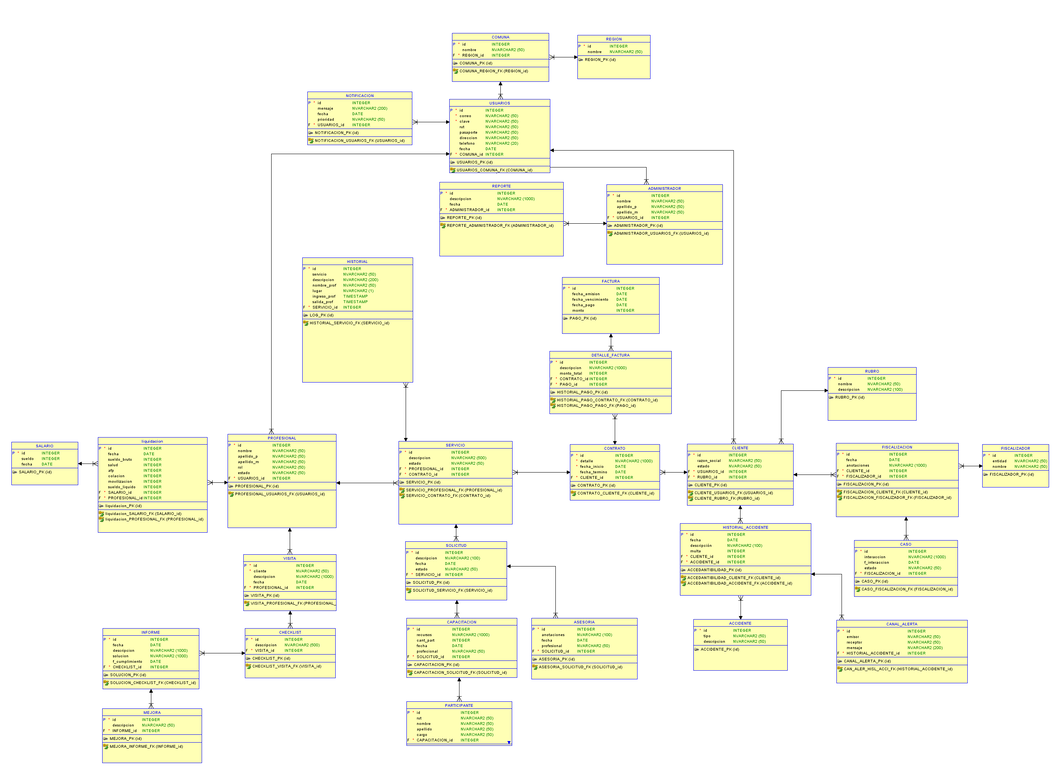 COMUNA
P * id INTEGER
nombre NVARCHAR2 (50)
F * REGION_id INTEGER
COMUNA_PK (id)
COMUNA_REGION_FK (REGION_id)
REGION
P * id INTEGER
nombre NVARCHAR2 (50)
REGION_PK (id)
NOTIFICACION
P * id INTEGER
mensaje NVARCHAR2 (200)
fecha DATE
prioridad NVARCHAR2 (50)
F * USUARIOS_id INTEGER
NOTIFICACION_PK (id)
NOTIFICACION_USUARIOS_FK (USUARIOS_id)
USUARIOS
P * id INTEGER
* correo NVARCHAR2 (50)
* clave NVARCHAR2 (50)
rol NVARCHAR2 (50)
pasaporte NVARCHAR2 (50)
direccion NVARCHAR2 (50)
telefono NVARCHAR2 (20)
fecha DATE
F * COMUNA_id INTEGER
USUARIOS_PK (id)
USUARIOS_COMUNA_FK (COMUNA_id)
REPORTE
P * id INTEGER
descripcion NVARCHAR2 (1000)
fecha DATE
F * ADMINISTRADOR_id INTEGER
REPORTE_PK (id)
REPORTE_ADMINISTRADOR_FK (ADMINISTRADOR_id)
ADMINISTRADOR
P * id INTEGER
nombre NVARCHAR2 (50)
apellido_p NVARCHAR2 (50)
apellido_m NVARCHAR2 (50)
F * USUARIOS_id INTEGER
ADMINISTRADOR_PK (id)
ADMINISTRADOR_USUARIOS_FK (USUARIOS_id)
HISTORIAL
P * id INTEGER
servicio NVARCHAR2 (50)
descripcion NVARCHAR2 (200)
nombre_prof NVARCHAR2 (50)
lugar NVARCHAR2 (1)
ingreso_prof TIMESTAMP
salida_prof TIMESTAMP
F * SERVICIO_id INTEGER
LOG_PK (id)
HISTORIAL_SERVICIO_FK (SERVICIO_id)
FACTURA
P * id INTEGER
fecha_emision DATE
fecha_vencimiento DATE
fecha_pago DATE
monto INTEGER
PAGO_PK (id)
DETALLE_FACTURA
P * id INTEGER
descripcion NVARCHAR2 (1000)
monto_total INTEGER
F * CONTRATO_id INTEGER
F * PAGO_id INTEGER
HISTORIAL_PAGO_PK (id)
HISTORIAL_PAGO_CONTRATO_FK (CONTRATO_id)
HISTORIAL_PAGO_PAGO_FK (PAGO_id)
RUBRO
P * id INTEGER
nombre NVARCHAR2 (50)
descripcion NVARCHAR2 (100)
RUBRO_PK (id)
SALARIO
P * id INTEGER
sueldo INTEGER
fecha DATE
SALARIO_PK (id)
liquidacion
P * id INTEGER
fecha DATE
sueldo_bruto INTEGER
salud INTEGER
afp INTEGER
colacion INTEGER
movilizacion INTEGER
sueldo_liquido INTEGER
F * SALARIO_id INTEGER
F * PROFESIONAL_id INTEGER
liquidacion_PK (id)
liquidacion_SALARIO_FK (SALARIO_id)
liquidacion_PROFESIONAL_FK (PROFESIONAL_id)
PROFESIONAL
P * id INTEGER
nombre NVARCHAR2 (50)
apellido_p NVARCHAR2 (50)
apellido_m NVARCHAR2 (50)
rol NVARCHAR2 (50)
estado NVARCHAR2 (50)
F * USUARIOS_id INTEGER
PROFESIONAL_PK (id)
PROFESIONAL_USUARIOS_FK (USUARIOS_id)
SERVICIO
P * id INTEGER
descripcion NVARCHAR2 (500)
estado NVARCHAR2 (50)
F * PROFESIONAL_id INTEGER
F * CONTRATO_id INTEGER
SERVICIO_PK (id)
SERVICIO_PROFESIONAL_FK (PROFESIONAL_id)
SERVICIO_CONTRATO_FK (CONTRATO_id)
CONTRATO
P * id INTEGER
* detalle NVARCHAR2 (1000)
fecha_inicio DATE
fecha_termino DATE
F * CLIENTE_id INTEGER
CONTRATO_PK (id)
CONTRATO_CLIENTE_FK (CLIENTE_id)
CLIENTE
P * id INTEGER
razon_social NVARCHAR2 (50)
estado NVARCHAR2 (50)
F * USUARIOS_id INTEGER
F * RUBRO_id INTEGER
CLIENTE_PK (id)
CLIENTE_USUARIOS_FK (USUARIOS_id)
CLIENTE_RUBRO_FK (RUBRO_id)
FISCALIZACION
P * id INTEGER
fecha DATE
anotaciones NVARCHAR2 (1000)
F * CLIENTE_id INTEGER
F * FISCALIZADOR_id INTEGER
FISCALIZACION_PK (id)
FISCALIZACION_CLIENTE_FK (CLIENTE_id)
FISCALIZACION_FISCALIZADOR_FK (FISCALIZADOR_id)
FISCALIZADOR
P * id INTEGER
entidad NVARCHAR2 (50)
nombre NVARCHAR2 (50)
FISCALIZADOR_PK (id)
HISTORIAL_ACCIDENTE
P * id INTEGER
fecha DATE
descripción NVARCHAR2 (100)
multa INTEGER
F * CLIENTE_id INTEGER
F * ACCIDENTE_id INTEGER
ACCEDANTIBILIDAD_PK (id)
ACCEDANTIBILIDAD_CLIENTE_FK (CLIENTE_id)
ACCEDANTIBILIDAD_ACCIDENTE_FK (ACCIDENTE_id)
CASO
P * id INTEGER
interaccion NVARCHAR2 (1000)
f_interaccion DATE
estado NVARCHAR2 (50)
F * FISCALIZACION_id INTEGER
CASO_PK (id)
CASO_FISCALIZACION_FK (FISCALIZACION_id)
SOLICITUD
P * id INTEGER
descripcion NVARCHAR2 (100)
fecha DATE
estado NVARCHAR2 (50)
F * SERVICIO_id INTEGER
SOLICITUD_PK (id)
SOLICITUD_SERVICIO_FK (SERVICIO_id)
VISITA
P * id INTEGER
cliente NVARCHAR2 (50)
descripcion NVARCHAR2 (1000)
fecha DATE
F * PROFESIONAL_id INTEGER
VISITA_PK (id)
VISITA_PROFESIONAL_FK (PROFESIONAL_
INFORME
P * id INTEGER
fecha DATE
descripcion NVARCHAR2 (1000)
solucion NVARCHAR2 (1000)
f_cumplimiento DATE
F * CHECKLIST_id INTEGER
SOLUCION_PK (id)
SOLUCION_CHECKLIST_FK (CHECKLIST_id)
CHECKLIST
P * id INTEGER
descripcion NVARCHAR2 (500)
F * VISITA_id INTEGER
CHECKLIST_PK (id)
CHECKLIST_VISITA_FK (VISITA_id)
CAPACITACION
P * id INTEGER
recursos NVARCHAR2 (1000)
cant_part INTEGER
fecha DATE
profesional NVARCHAR2 (50)
F * SOLICITUD_id INTEGER
CAPACITACION_PK (id)
CAPACITACION_SOLICITUD_FK (SOLICITUD_id)
ASESORIA
P * id INTEGER
anotaciones NVARCHAR2 (100)
fecha DATE
profesional NVARCHAR2 (50)
F * SOLICITUD_id INTEGER
ASESORIA_PK (id)
ASESORIA_SOLICITUD_FK (SOLICITUD_id)
ACCIDENTE
P * id INTEGER
tipo NVARCHAR2 (50)
descripcion NVARCHAR2 (50)
ACCIDENTE_PK (id)
CANAL_ALERTA
P * id INTEGER
emisor NVARCHAR2 (50)
receptor NVARCHAR2 (50)
mensaje NVARCHAR2 (200)
F * HISTORIAL_ACCIDENTE_id INTEGER
CANAL_ALERTA_PK (id)
CAN_ALER_HISL_ACCI_FK (HISTORIAL_ACCIDENTE_id)
MEJORA
P * id INTEGER
descripcion NVARCHAR2 (50)
F * INFORME_id INTEGER
MEJORA_PK (id)
MEJORA_INFORME_FK (INFORME_id)
PARTICIPANTE
P * id INTEGER
rut NVARCHAR2 (50)
nombre NVARCHAR2 (50)
apellido NVARCHAR2 (50)
cargo NVARCHAR2 (50)
F * CAPACITACION_id INTEGER